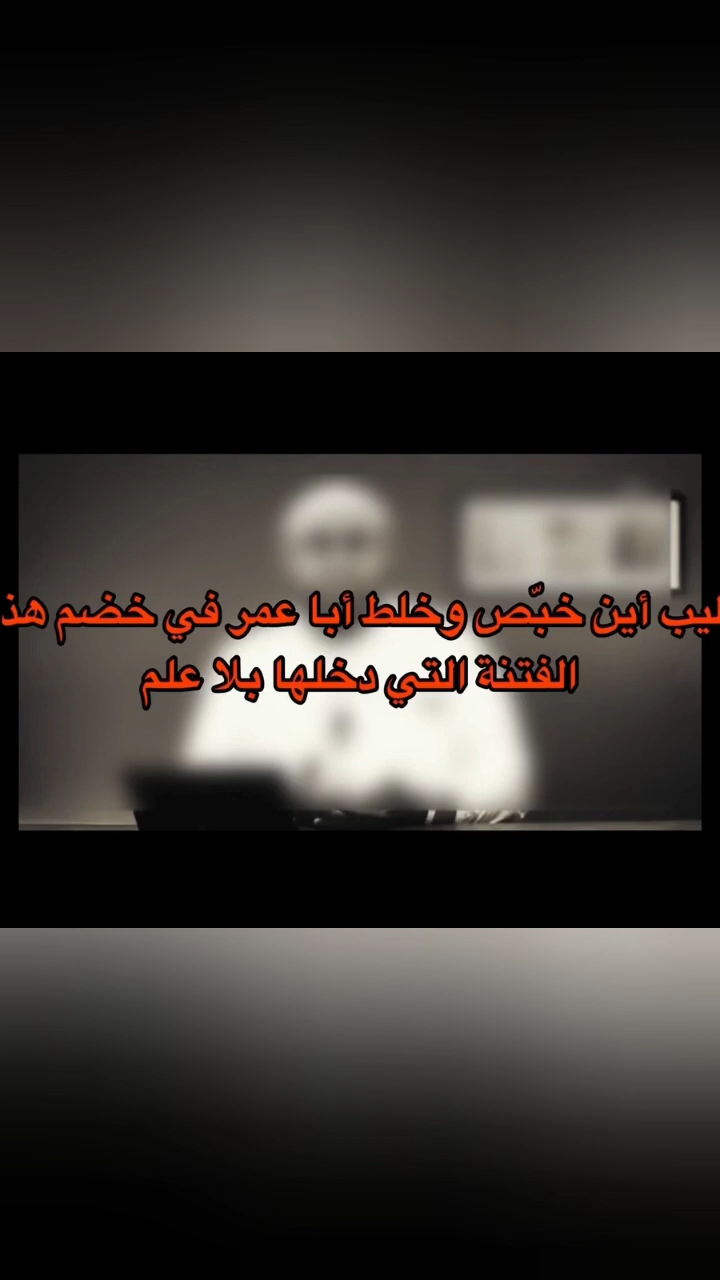 أين خبّص وخلط أبا عمر في خضم
الفتنة التي دخلها بلا علم